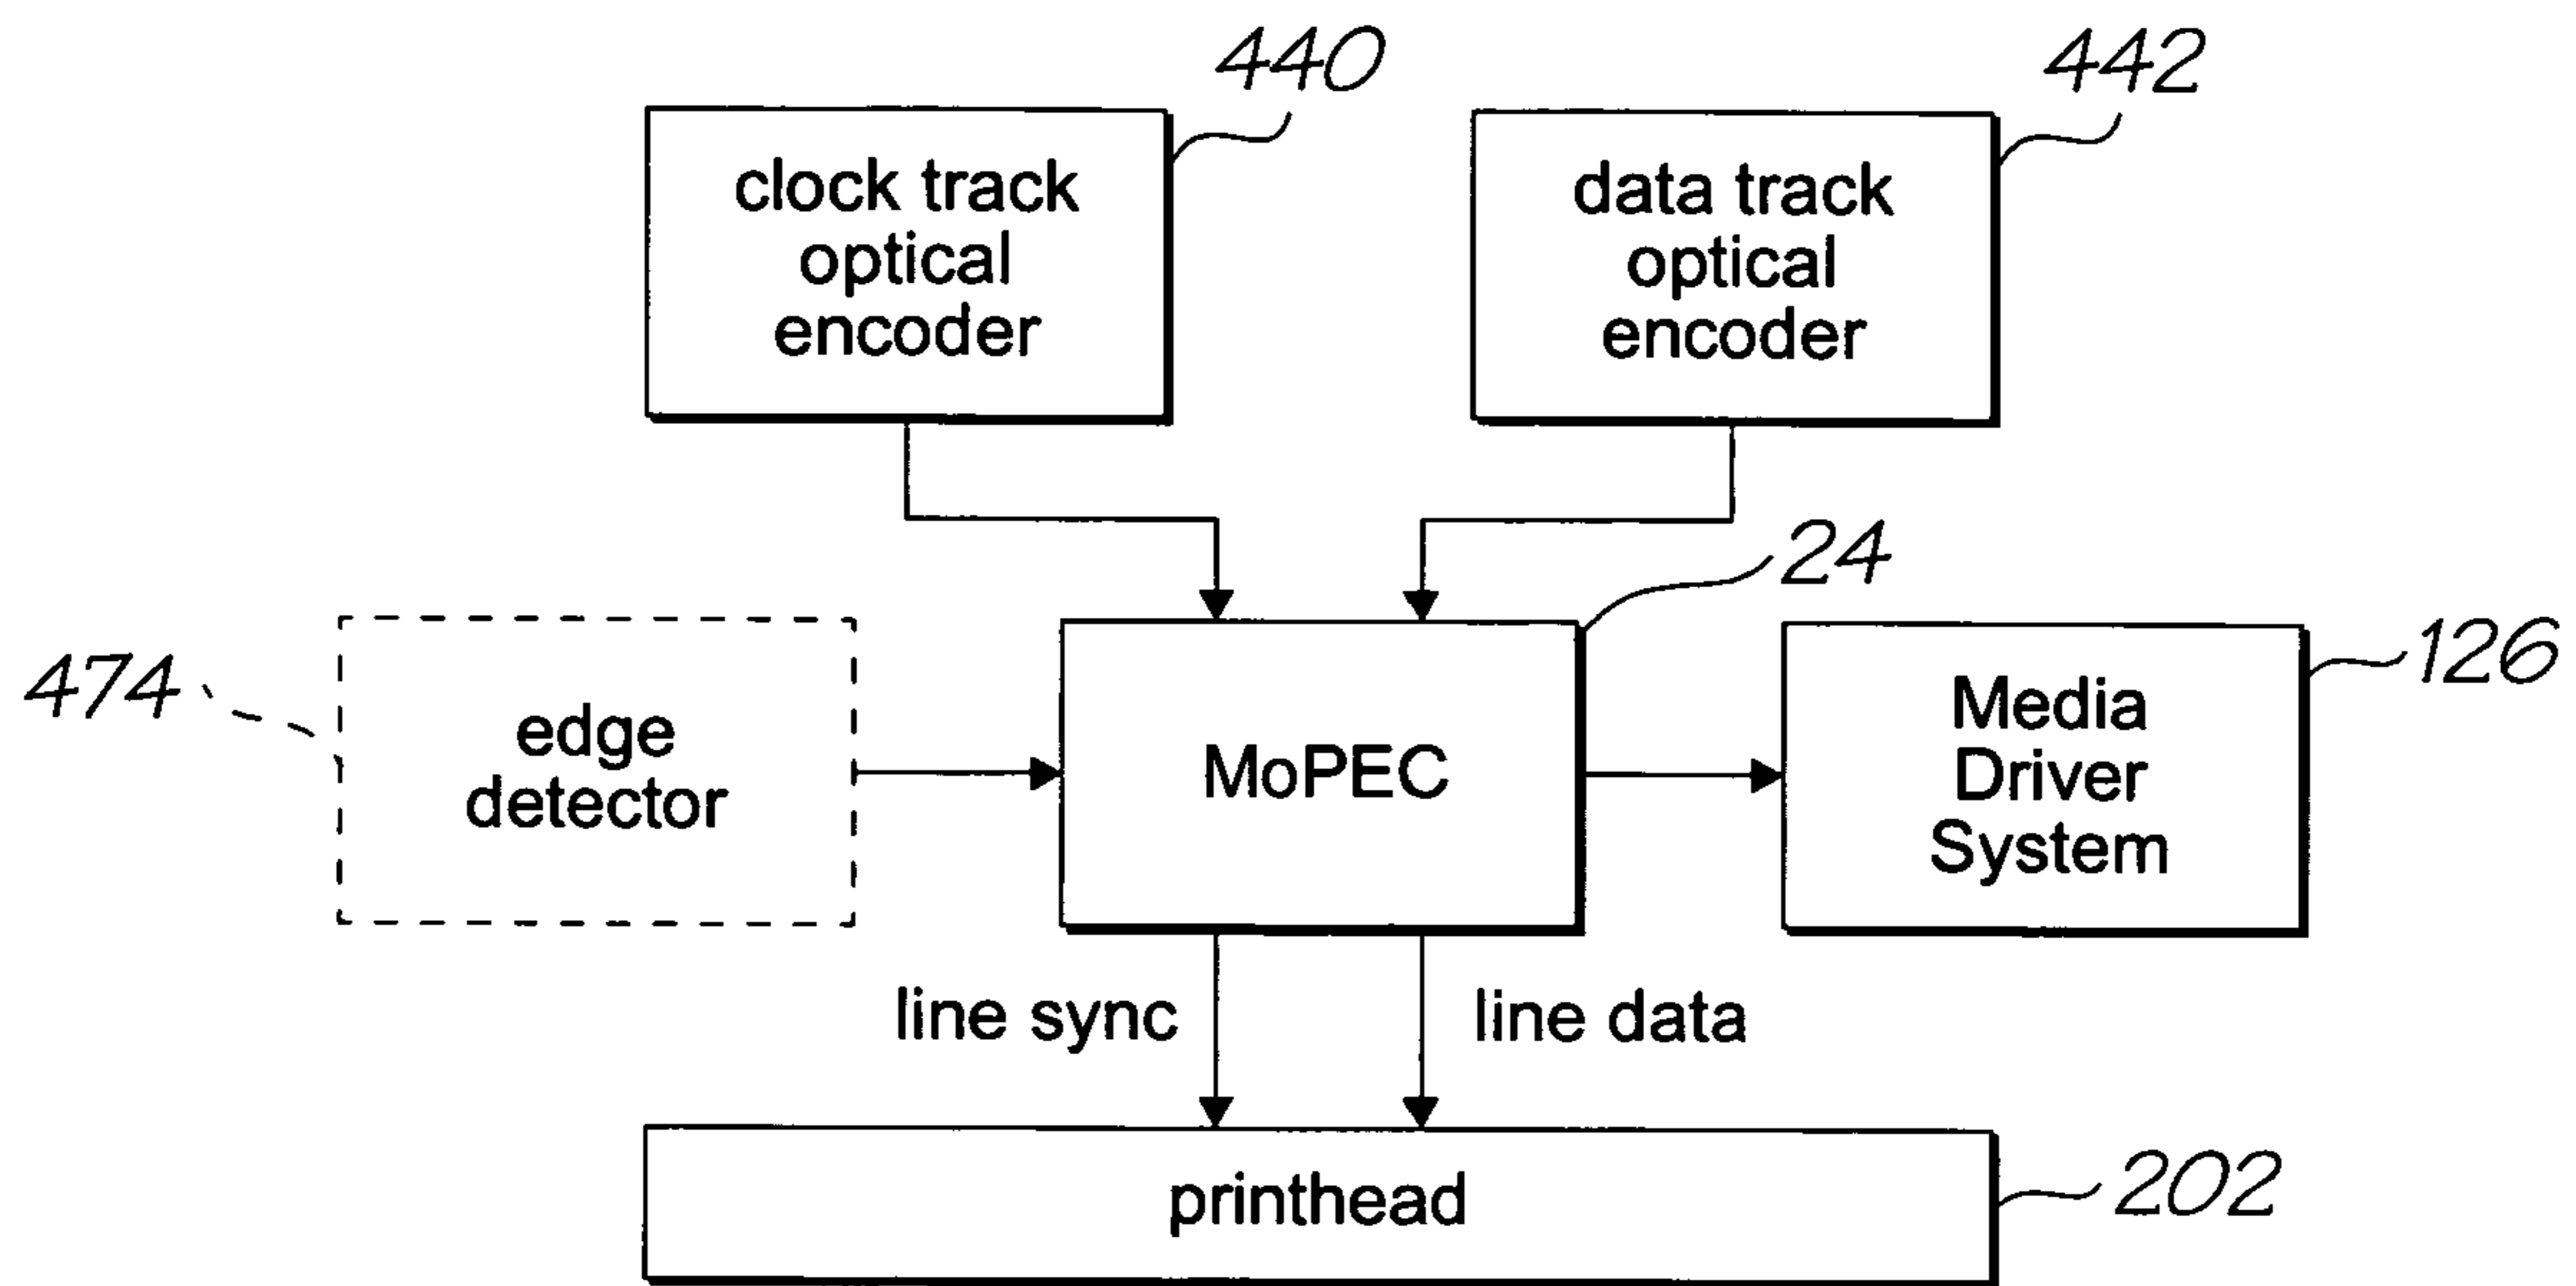 440
442
clock track
optical
encoder
data track
optical
encoder
24
126
474
edge
detector
MoPEC
Media
Driver
System
line sync
line data
printhead
202